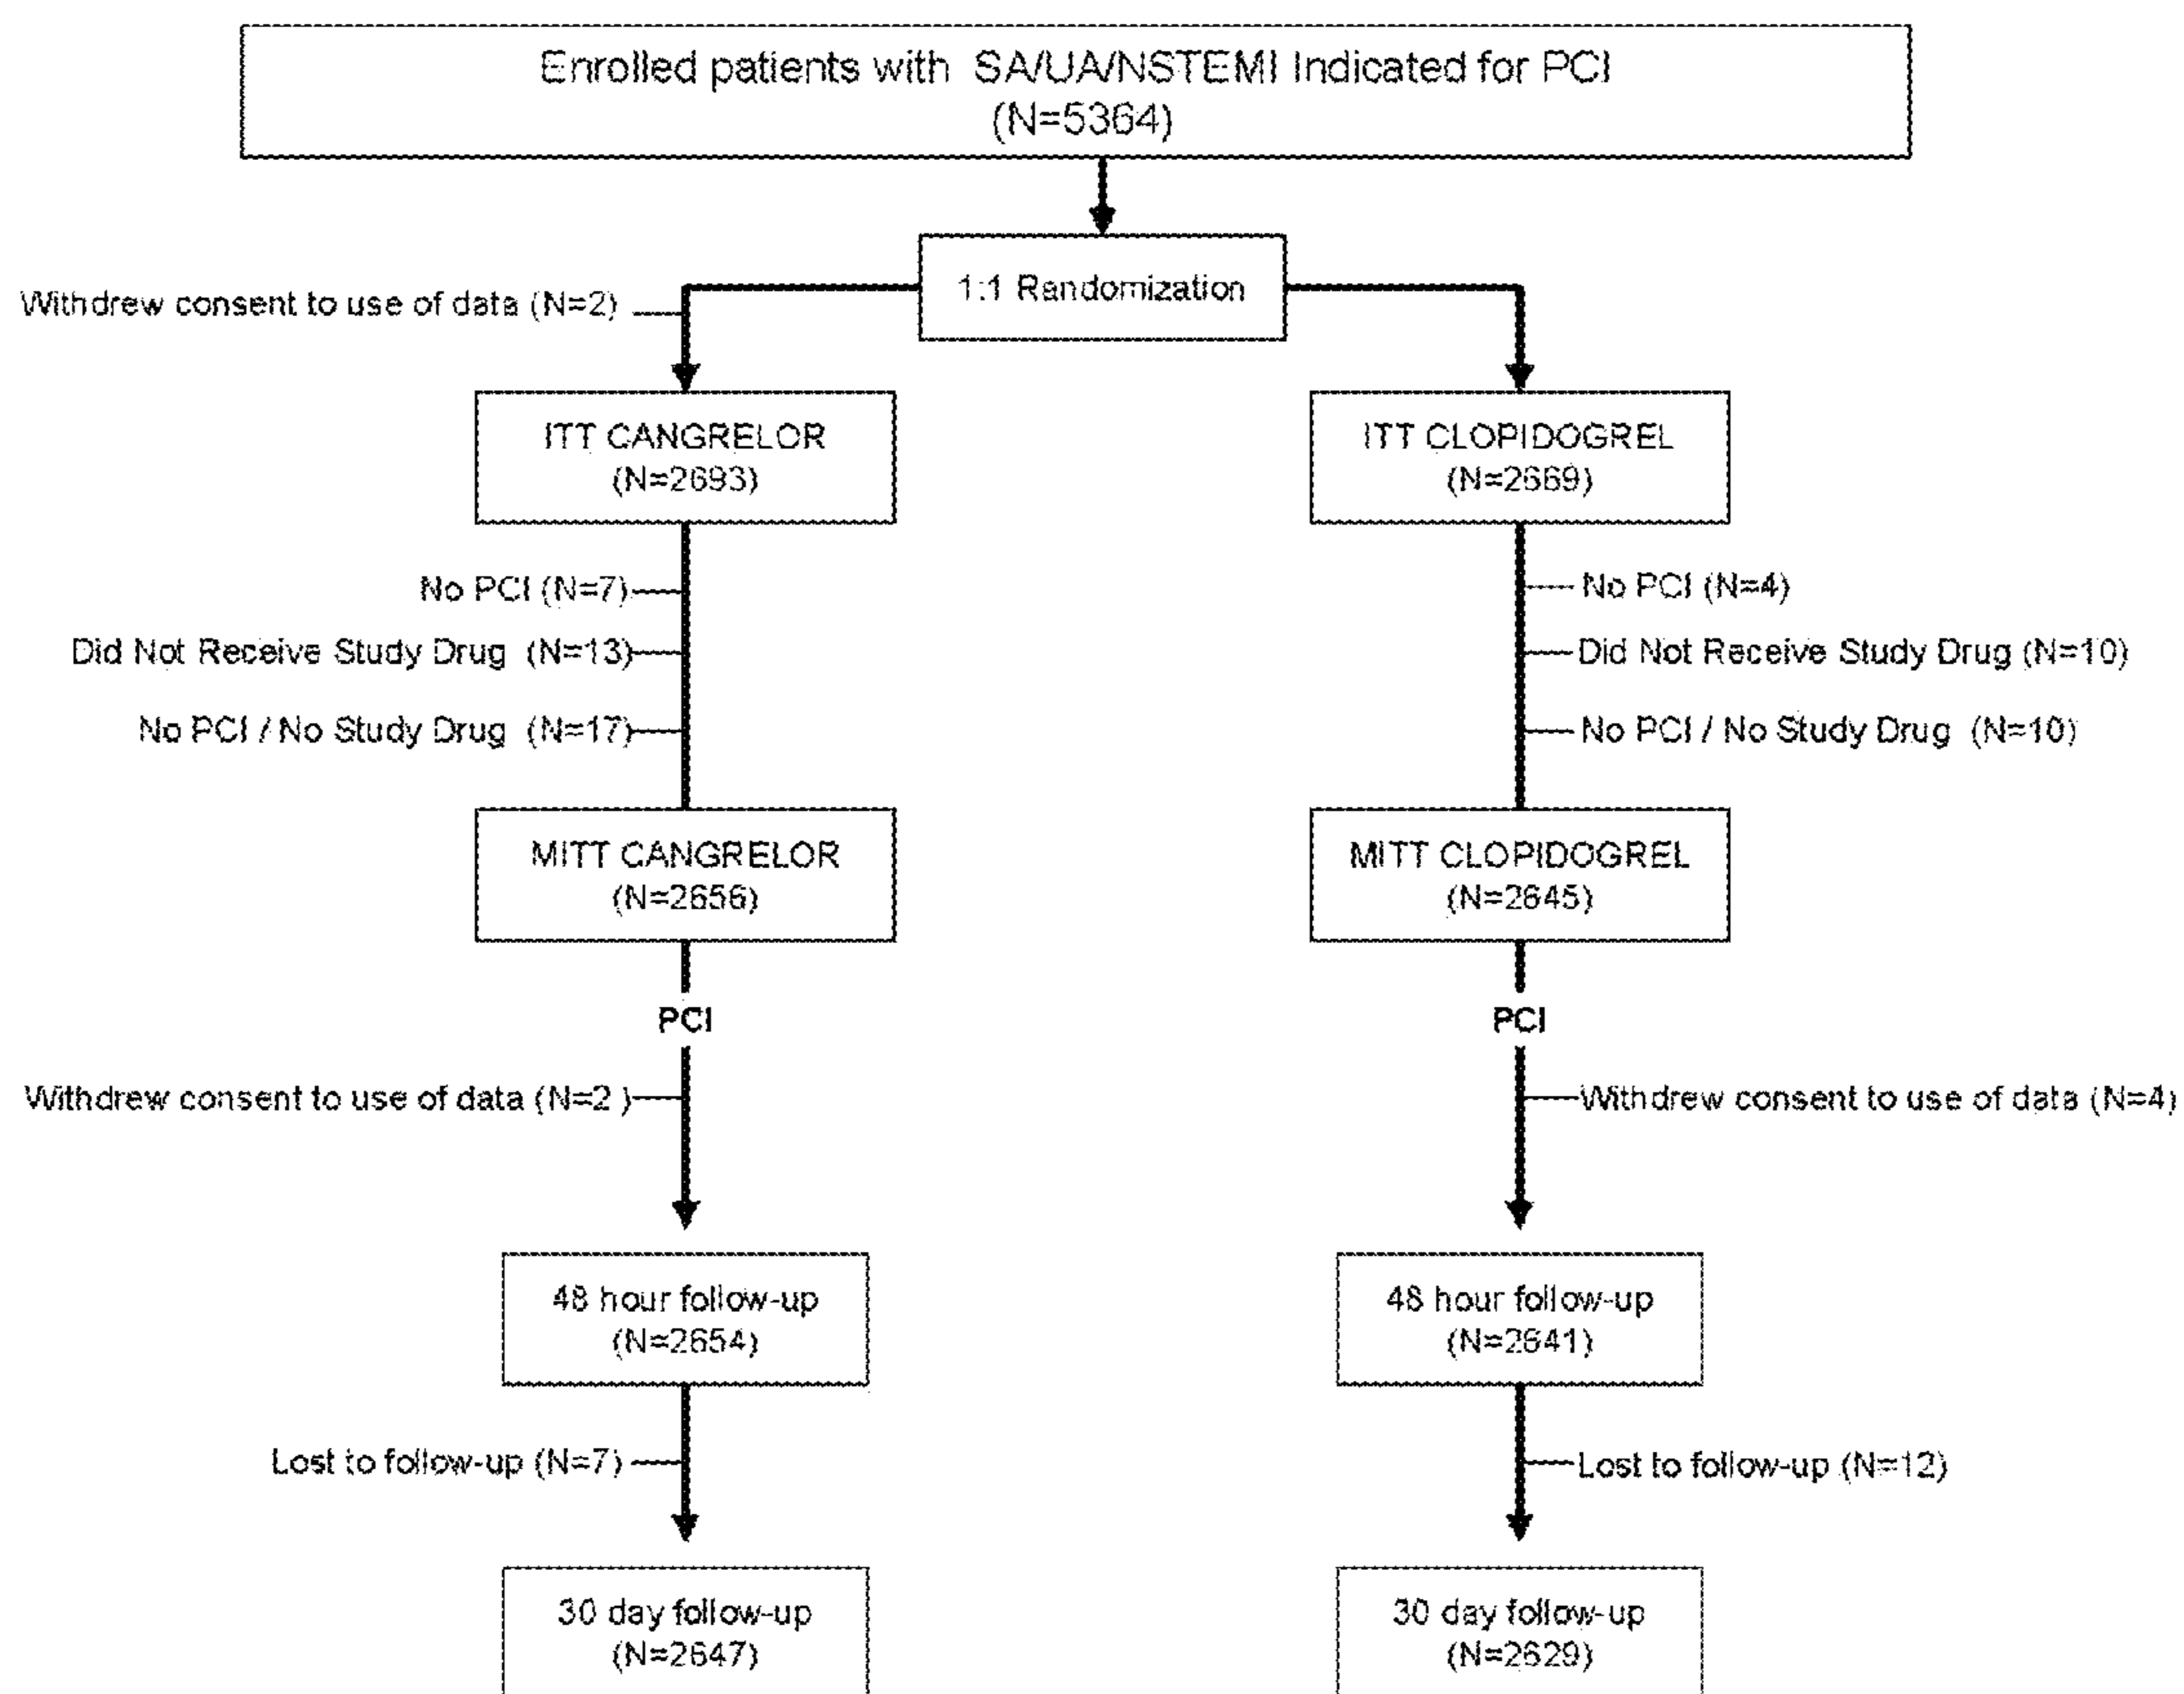 Enrolled patients with SA/UA/NSTEMI Indicated for PCI
(N=5364)
1:1 Randomization
Withdrew consent to use of data (N=2)
ITT CANGRELOR
(N=2693)
ITT CLOPIDOGREL
(N=2669)
No PCI (N=7)
No PCI (N=4)
Did Not Receive Study Drug (N=13)
Did Not Receive Study Drug (N=10)
No PCI / No Study Drug (N=17)
No PCI / No Study Drug (N=10)
MITT CANGRELOR
(N=2656)
MITT CLOPIDOGREL
(N=2645)
PCI
PCI
Withdrew consent to use of data (N=2 )
Withdrew consent to use of data (N=4)
48 hour follow-up
(N=2654)
48 hour follow-up
(N=2641)
Lost to follow-up (N=7)
Lost to follow-up (N=12)
30 day follow-up
(N=2647)
30 day follow-up
(N=2629)